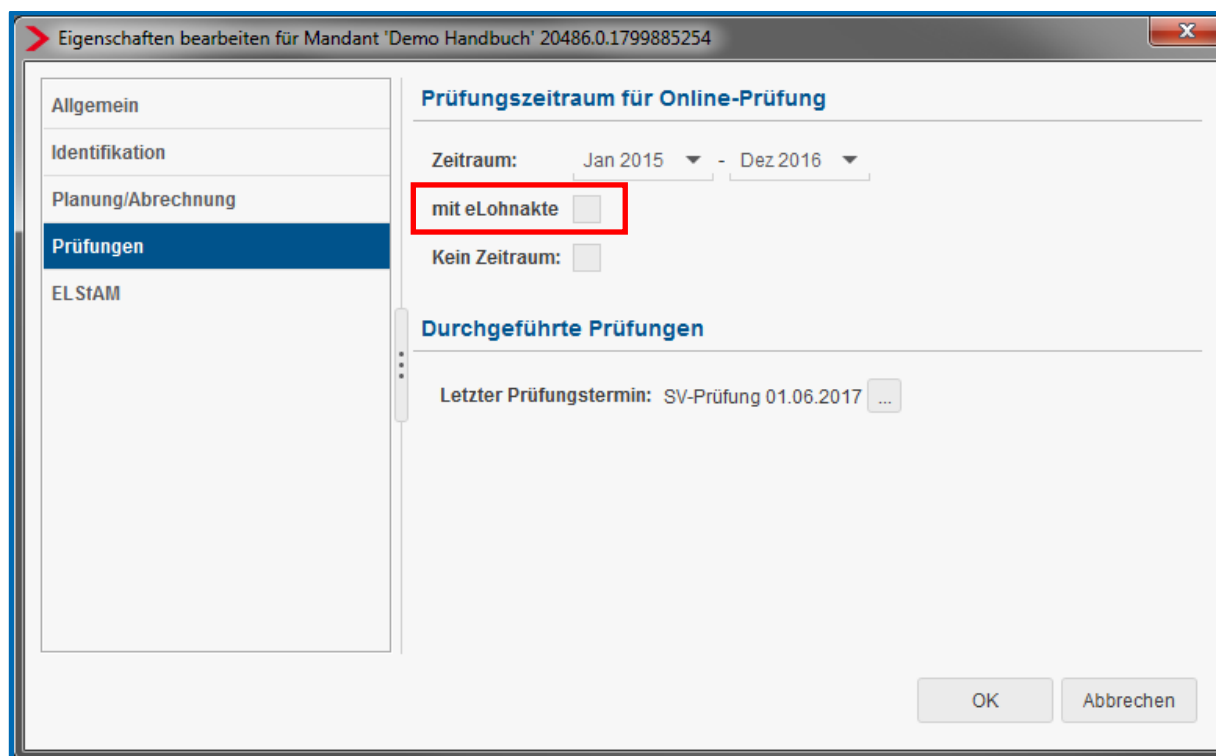 Eigenschaften bearbeiten für Mandant 'Demo Handbuch' 20486.0.1799885254
x
Allgemein
Identifikation
Planung/Abrechnung
Prüfungen
ELStAM
Prüfungszeitraum für Online-Prüfung
Zeitraum: Jan 2015 - Dez 2016
mit eLohnakte
Kein Zeitraum:
Durchgeführte Prüfungen
Letzter Prüfungstermin: SV-Prüfung 01.06.2017 ...
OK Abbrechen